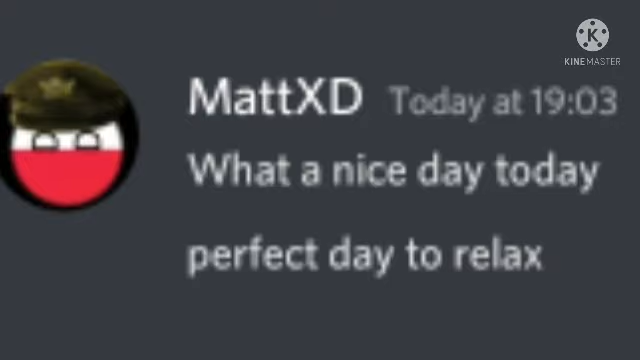 K
KINEMASTER
MattXD Today at 19:03
What a nice day today
perfect day to relax